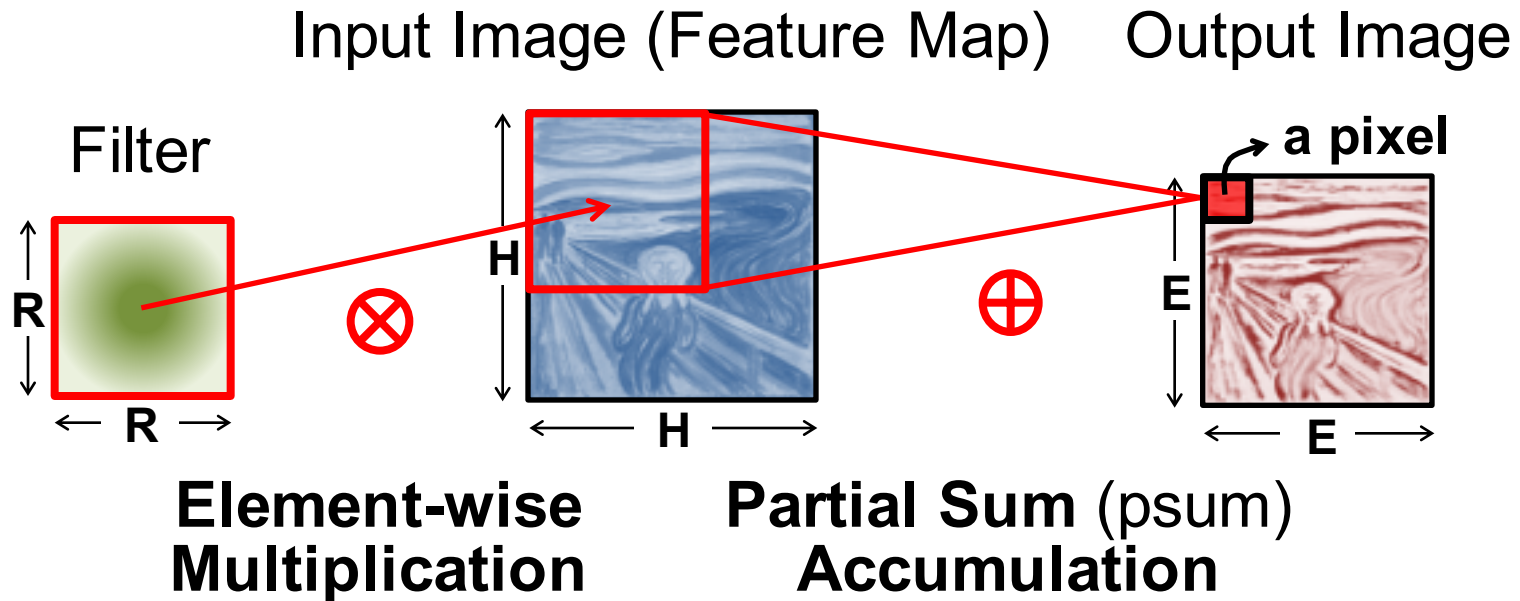 Input Image (Feature Map)
Output Image
Filter
a pixel
R
R
H
H
E
E
Element-wise
Multiplication
Partial Sum (psum)
Accumulation